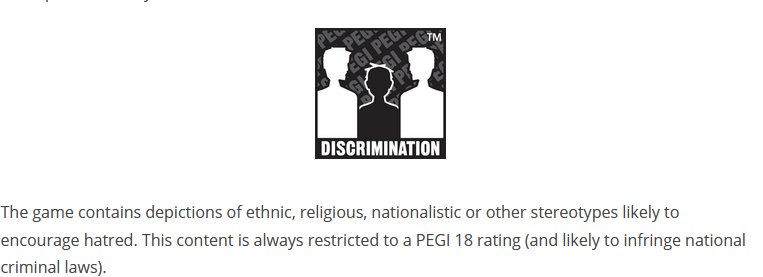 TM
DISCRIMINATION
The game contains depictions of ethnic, religious, nationalistic or other stereotypes likely to
encourage hatred. This content is always restricted to a PEGI 18 rating (and likely to infringe national
criminal laws).